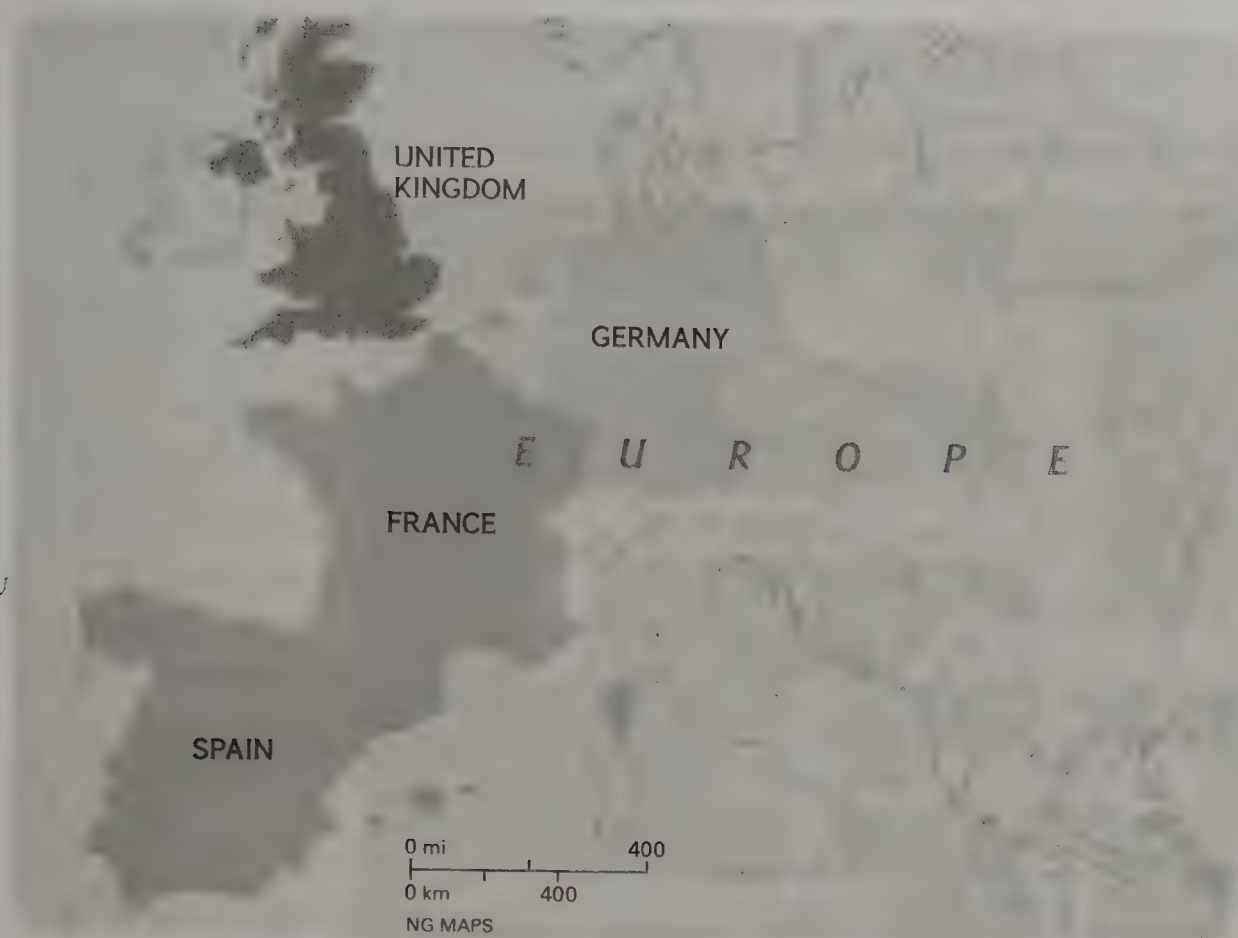 UNITED
KINGDOM
GERMANY
E U R O P E
FRANCE
SPAIN
0 mi 400
0 km 400
NG MAPS